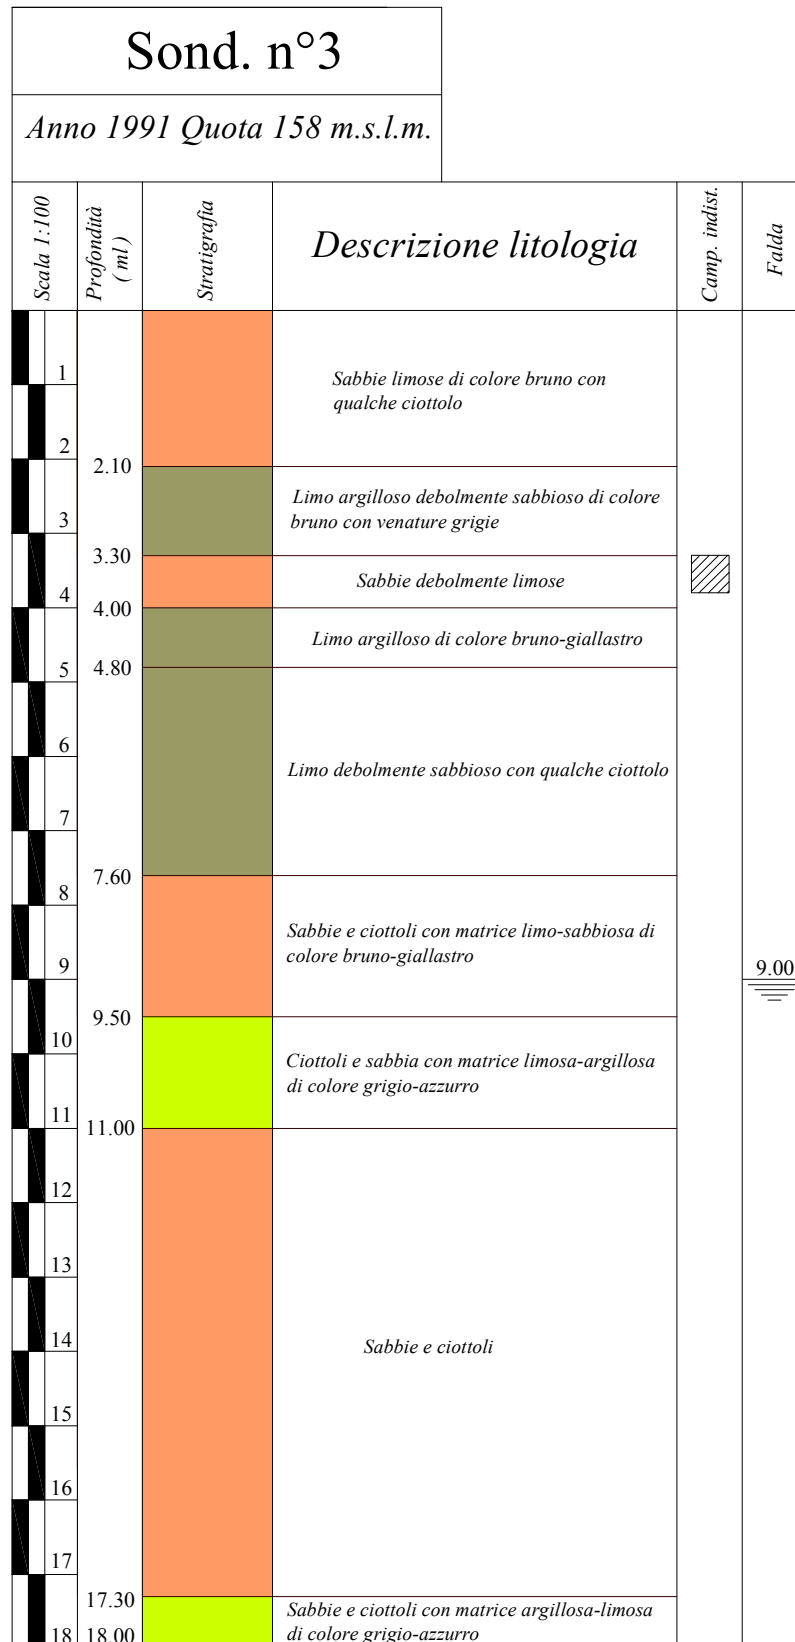 Sond. n°3
Anno 1991 Quota 158 m.s.l.m.
Scala 1:100
Profondità
( ml )
Stratigrafia
Descrizione litologia
Camp. indist.
Falda
1
Sabbie limose di colore bruno con
qualche ciottolo
2
2.10
Limo argilloso debolmente sabbioso di colore
bruno con venature grigie
3
3.30
Sabbie debolmente limose
4
4.00
Limo argilloso di colore bruno-giallastro
5
4.80
6
Limo debolmente sabbioso con qualche ciottolo
7
7.60
8
Sabbie e ciottoli con matrice limo-sabbiosa di
colore bruno-giallastro
9
9.00
9.50
10
Ciottoli e sabbia con matrice limosa-argillosa
di colore grigio-azzurro
11
11.00
12
13
14
Sabbie e ciottoli
15
16
17
17.30
Sabbie e ciottoli con matrice argillosa-limosa
di colore grigio-azzurro
18
18.00